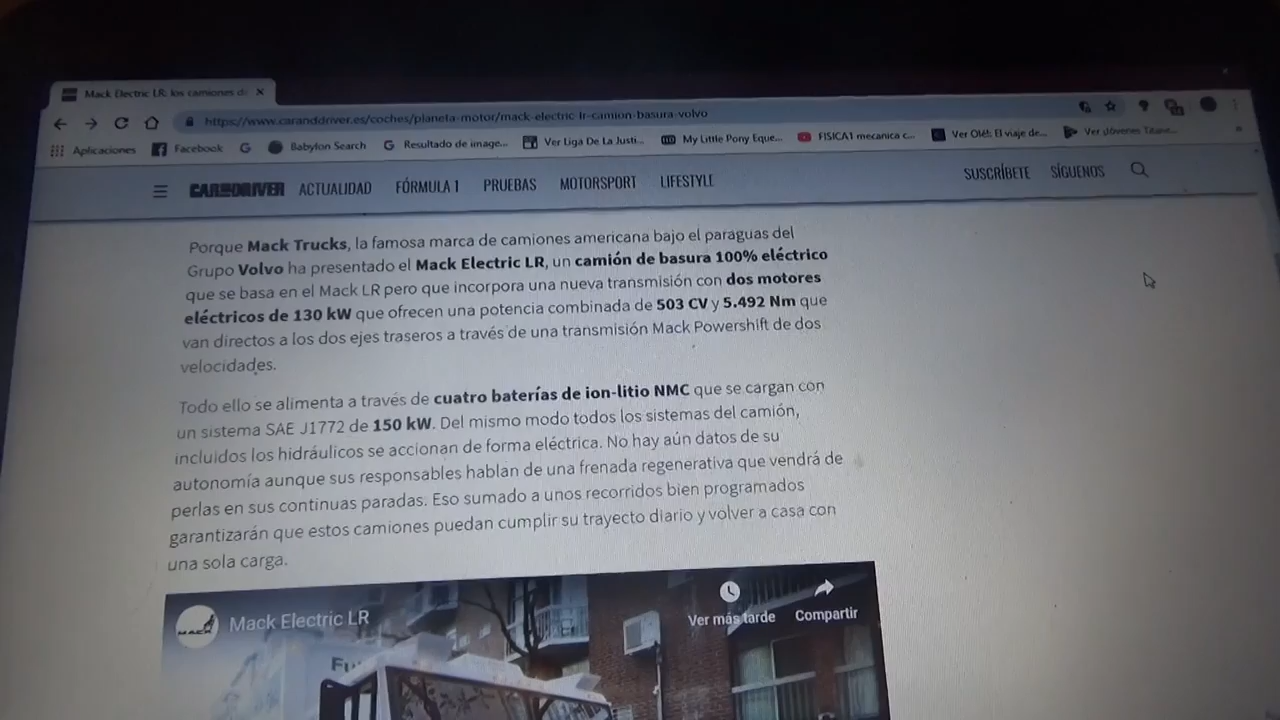 Mack Electric LR: los camiones de
https://www.caranddriver.es/coches/planeta-motor/mack-electric-lr-camion-basura-volvo
Aplicaciones Facebook Babylon Search Resultado de image... Ver Liga De La Justi... My Little Pony Eque... FISICA1 mecanica c... Ver Olé!: El viaje de... Ver Jóvenes Titane...
CAR AND DRIVER ACTUALIDAD FÓRMULA 1 PRUEBAS MOTORSPORT LIFESTYLE SUSCRÍBETE SÍGUENOS
Porque Mack Trucks, la famosa marca de camiones americana bajo el paraguas del
Grupo Volvo ha presentado el Mack Electric LR, un camión de basura 100% eléctrico
que se basa en el Mack LR pero que incorpora una nueva transmisión con dos motores
eléctricos de 130 kW que ofrecen una potencia combinada de 503 CV y 5.492 Nm que
van directos a los dos ejes traseros a través de una transmisión Mack Powershift de dos
velocidades.
Todo ello se alimenta a través de cuatro baterías de ion-litio NMC que se cargan con
un sistema SAE J1772 de 150 kW. Del mismo modo todos los sistemas del camión,
incluidos los hidráulicos se accionan de forma eléctrica. No hay aún datos de su
autonomía aunque sus responsables hablan de una frenada regenerativa que vendrá de
perlas en sus continuas paradas. Eso sumado a unos recorridos bien programados
garantizarán que estos camiones puedan cumplir su trayecto diario y volver a casa con
una sola carga.
MACK Mack Electric LR Ver más tarde Compartir